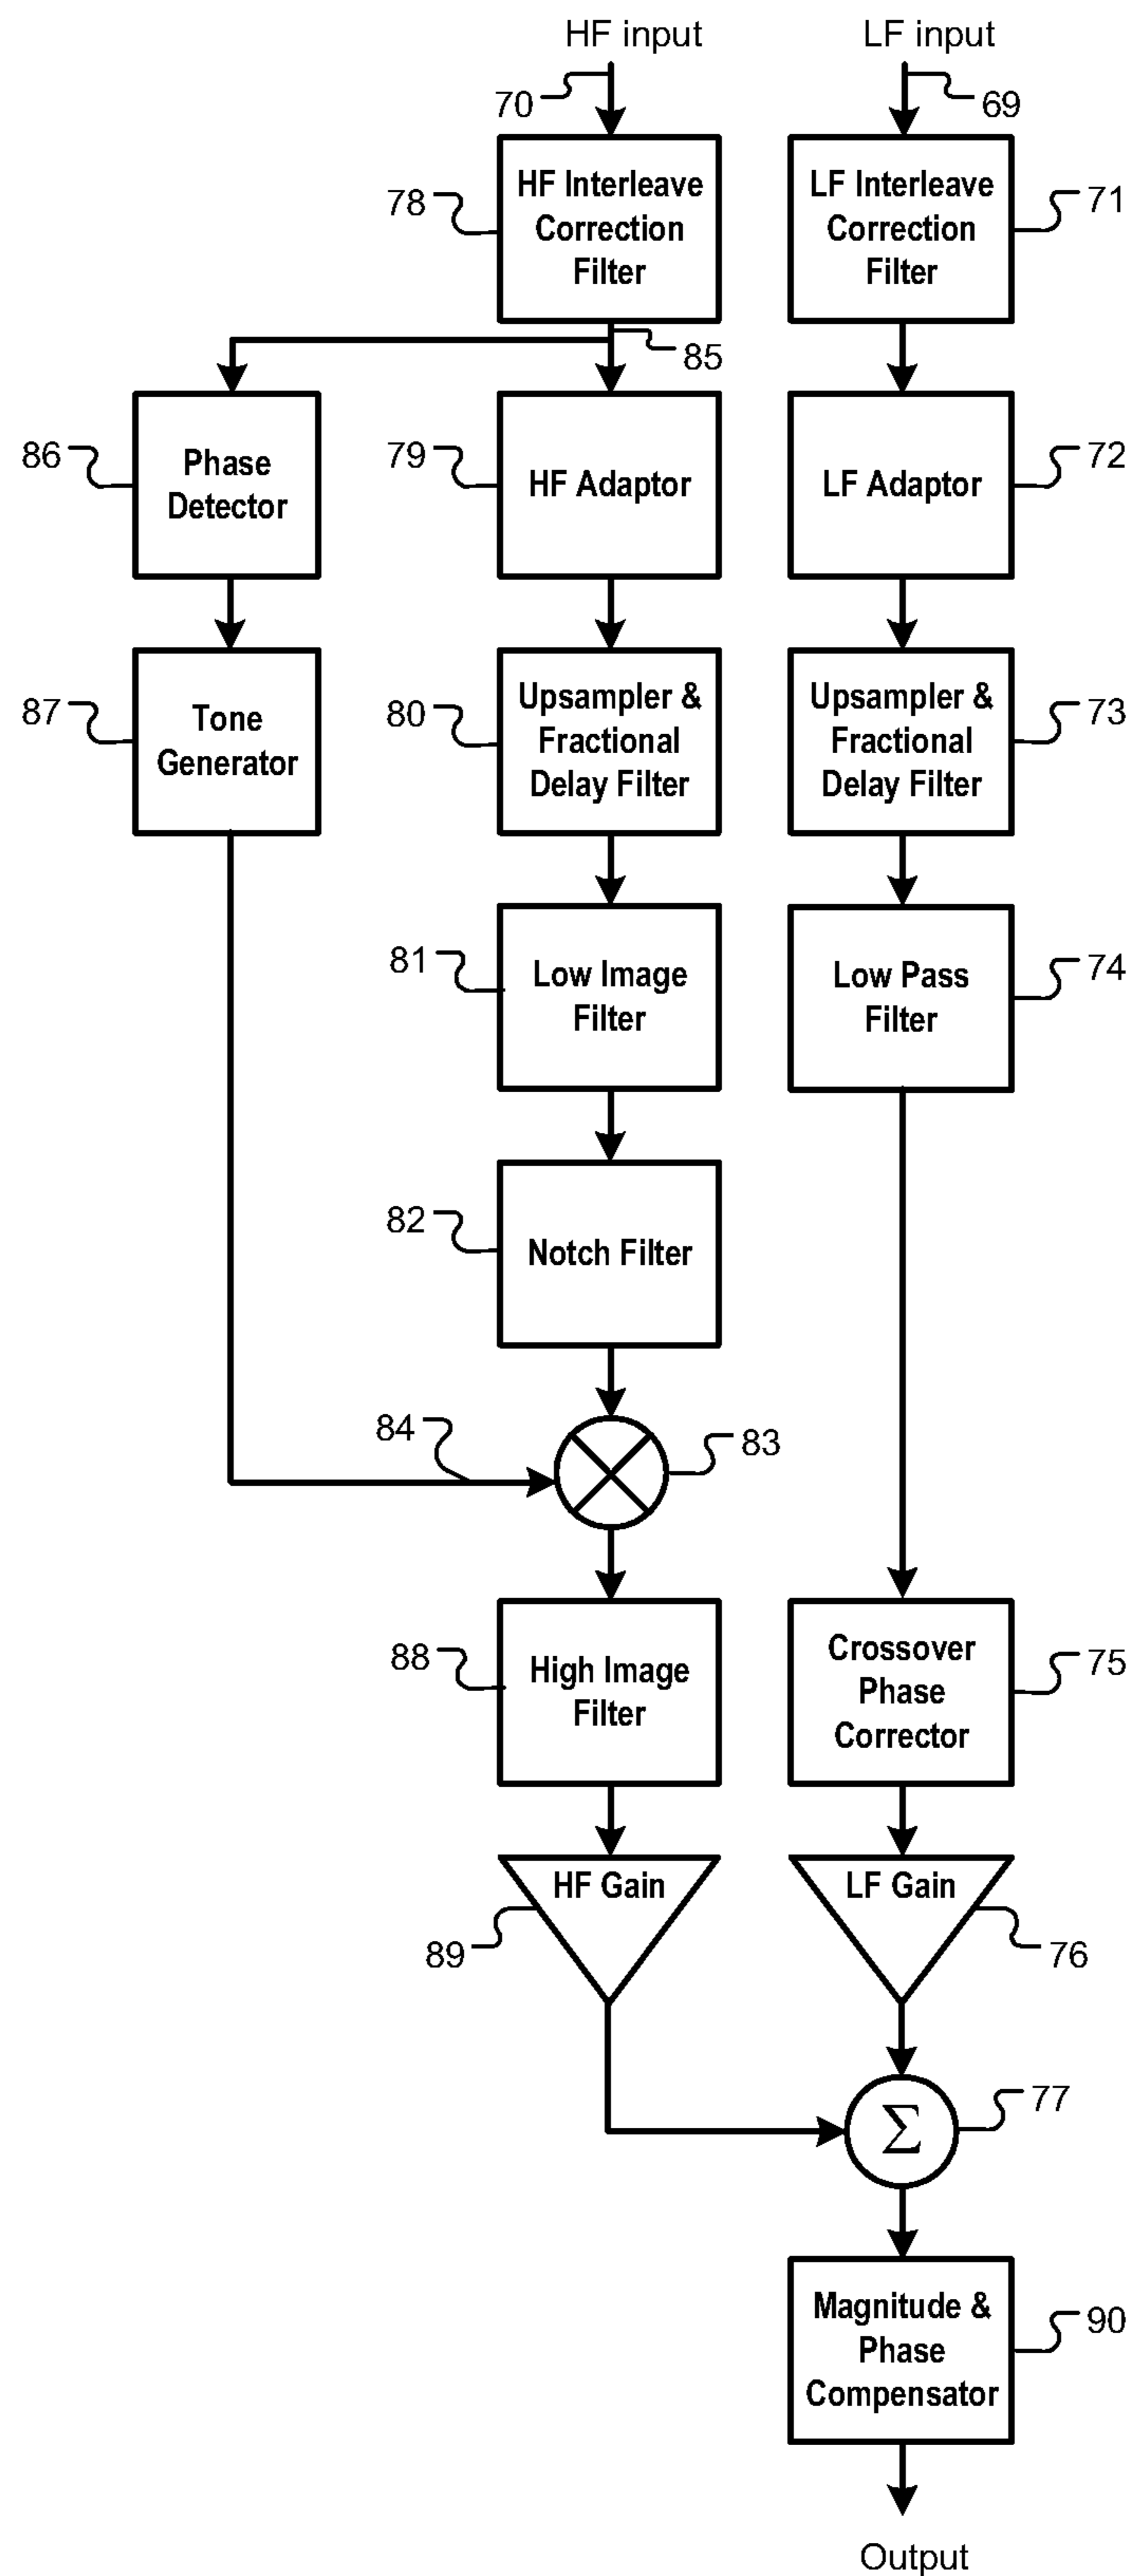 HF input
LF input
70
69
HF Interleave
Correction
Filter
LF Interleave
Correction
Filter
78
71
85
86
Phase
Detector
79
HF Adaptor
LF Adaptor
72
87
Tone
Generator
80
Upsampler &
Fractional
Delay Filter
Upsampler &
Fractional
Delay Filter
73
81
Low Image
Filter
Low Pass
Filter
74
82
Notch Filter
84
83
88
High Image
Filter
Crossover
Phase
Corrector
75
HF Gain
LF Gain
89
76
Σ
77
Magnitude &
Phase
Compensator
90
Output